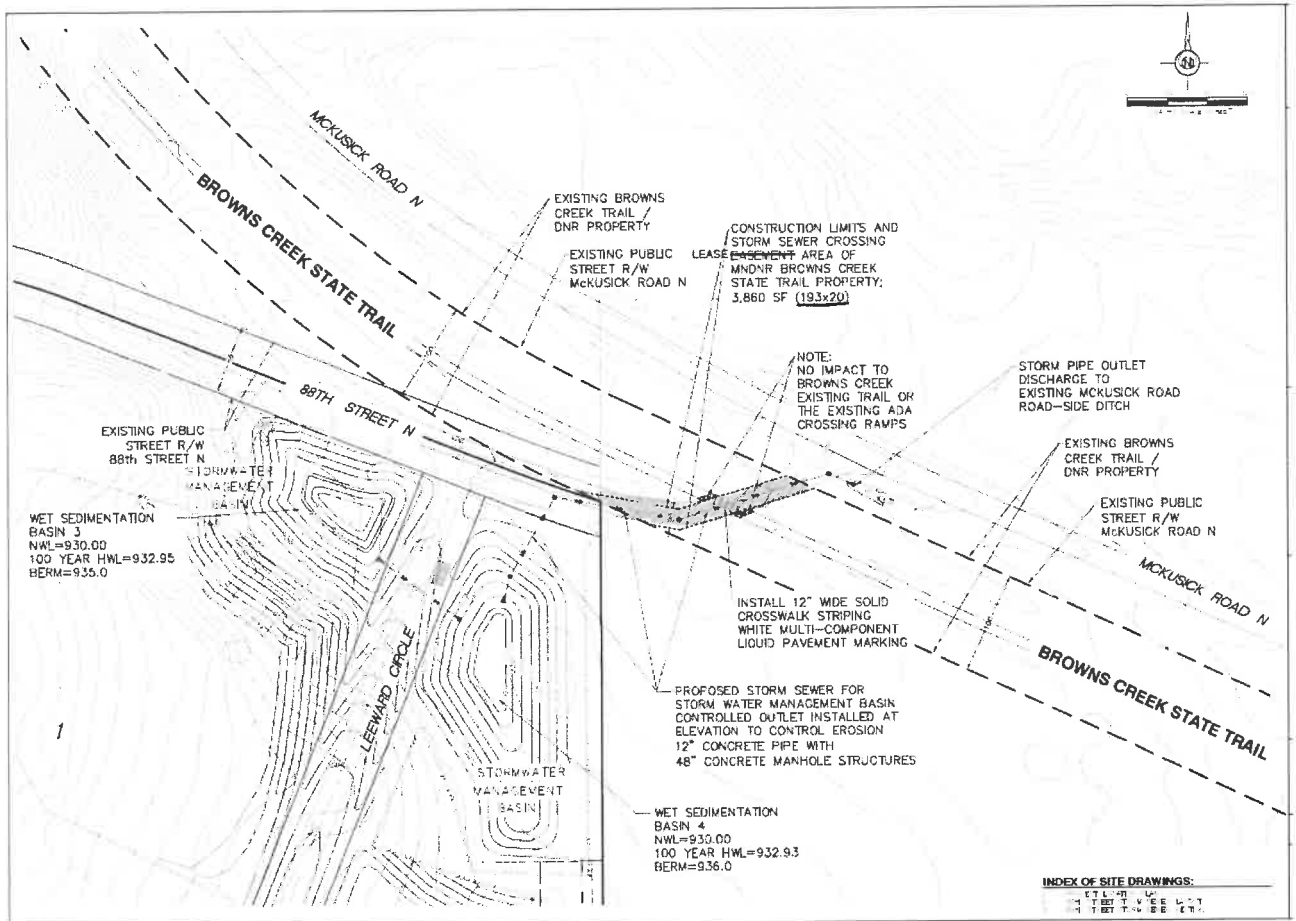 N
MCKUSICK ROAD N
BROWNS CREEK STATE TRAIL
EXISTING BROWNS
CREEK TRAIL /
DNR PROPERTY
EXISTING PUBLIC
STREET R/W
McKUSICK ROAD N
CONSTRUCTION LIMITS AND
STORM SEWER CROSSING
LEASE EASEMENT AREA OF
MNDNR BROWNS CREEK
STATE TRAIL PROPERTY:
3,860 SF (193x20)
NOTE:
NO IMPACT TO
BROWNS CREEK
EXISTING TRAIL OR
THE EXISTING ADA
CROSSING RAMPS
STORM PIPE OUTLET
DISCHARGE TO
EXISTING MCKUSICK ROAD
ROAD-SIDE DITCH
88TH STREET N
EXISTING PUBLIC
STREET R/W
88th STREET N
STORMWATER
MANAGEMENT
BASIN
EXISTING BROWNS
CREEK TRAIL /
DNR PROPERTY
EXISTING PUBLIC
STREET R/W
McKUSICK ROAD N
WET SEDIMENTATION
BASIN 3
NWL=930.00
100 YEAR HWL=932.95
BERM=935.0
MCKUSICK ROAD N
INSTALL 12" WIDE SOLID
CROSSWALK STRIPING
WHITE MULTI-COMPONENT
LIQUID PAVEMENT MARKING
BROWNS CREEK STATE TRAIL
LEEWARD CIRCLE
PROPOSED STORM SEWER FOR
STORM WATER MANAGEMENT BASIN
CONTROLLED OUTLET INSTALLED AT
ELEVATION TO CONTROL EROSION
12" CONCRETE PIPE WITH
48" CONCRETE MANHOLE STRUCTURES
1
STORMWATER
MANAGEMENT
BASIN
WET SEDIMENTATION
BASIN 4
NWL=930.00
100 YEAR HWL=932.93
BERM=936.0
1
INDEX OF SITE DRAWINGS: